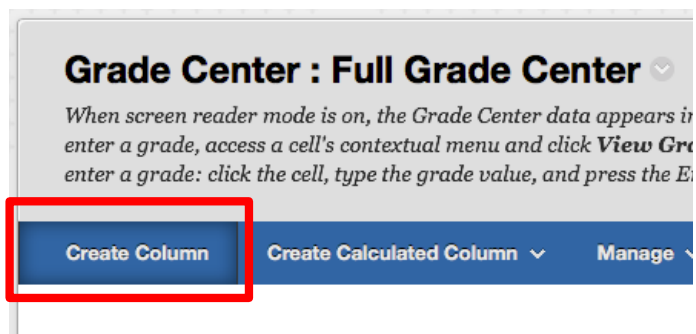 Grade Center : Full Grade Center
When screen reader mode is on, the Grade Center data appears
enter a grade, access a cell's contextual menu and click View
enter a grade: click the cell, type the grade value, and press the
Create Column Create Calculated Column Manage